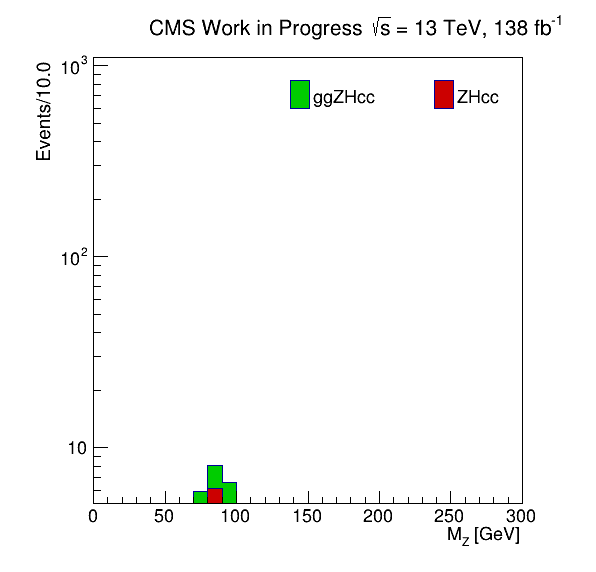 CMS Work in Progress √s = 13 TeV, 138 fb⁻¹
Events/10.0
10³
ggZHcc
ZHcc
10²
10
0 50 100 150 200 250 300
M_Z [GeV]